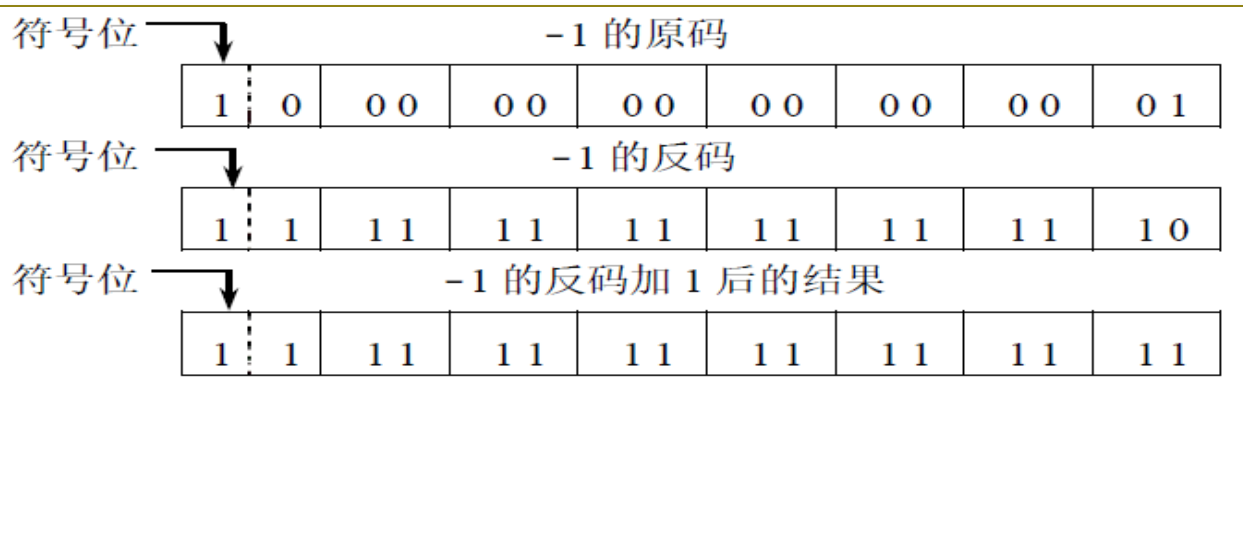 符号位 -1 的原码
1 0 0 0 0 0 0 0 0 0 0 0 0 0 0 1
符号位 -1 的反码
1 1 1 1 1 1 1 1 1 1 1 1 1 1 1 0
符号位 -1 的反码加 1 后的结果
1 1 1 1 1 1 1 1 1 1 1 1 1 1 1 1